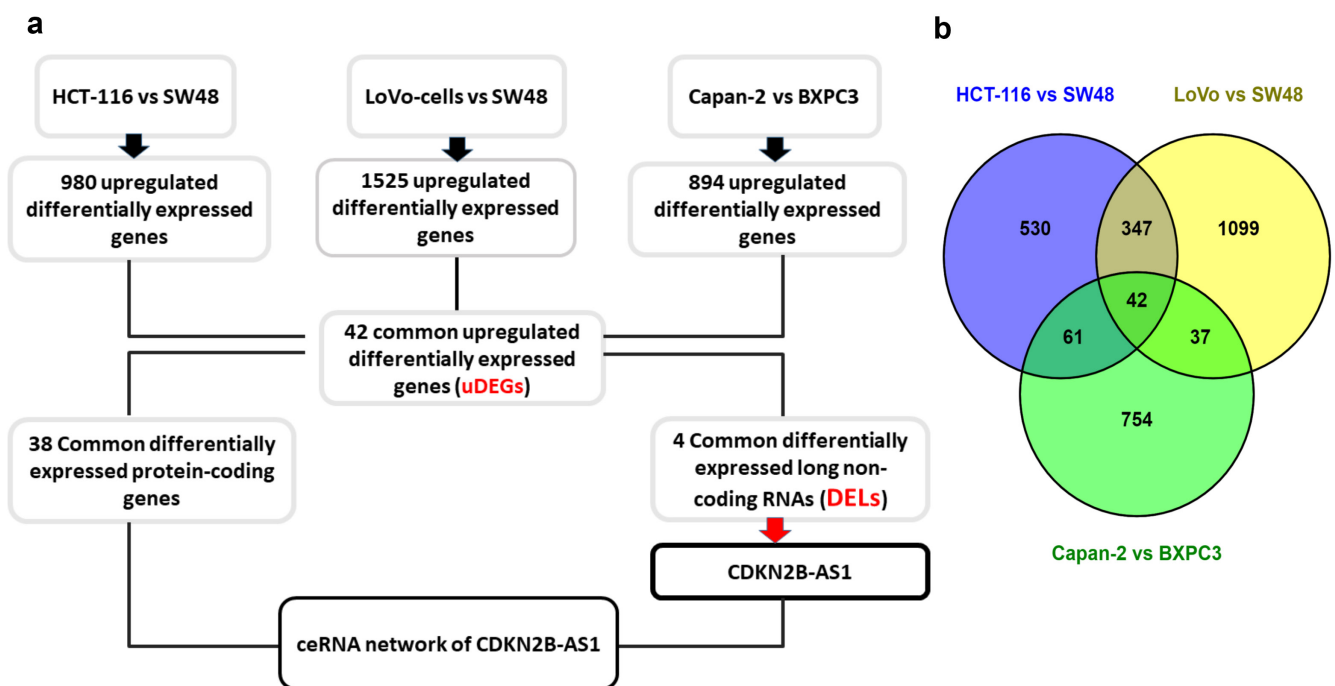 a
HCT-116 vs SW48
LoVo-cells vs SW48
Capan-2 vs BXPC3
980 upregulated
differentially expressed
genes
1525 upregulated
differentially expressed
genes
894 upregulated
differentially expressed
genes
42 common upregulated
differentially expressed
genes (uDEGs)
38 Common differentially
expressed protein-coding
genes
4 Common differentially
expressed long non-
coding RNAs (DELs)
CDKN2B-AS1
ceRNA network of CDKN2B-AS1
b
HCT-116 vs SW48
LoVo vs SW48
530
347
1099
42
61
37
754
Capan-2 vs BXPC3